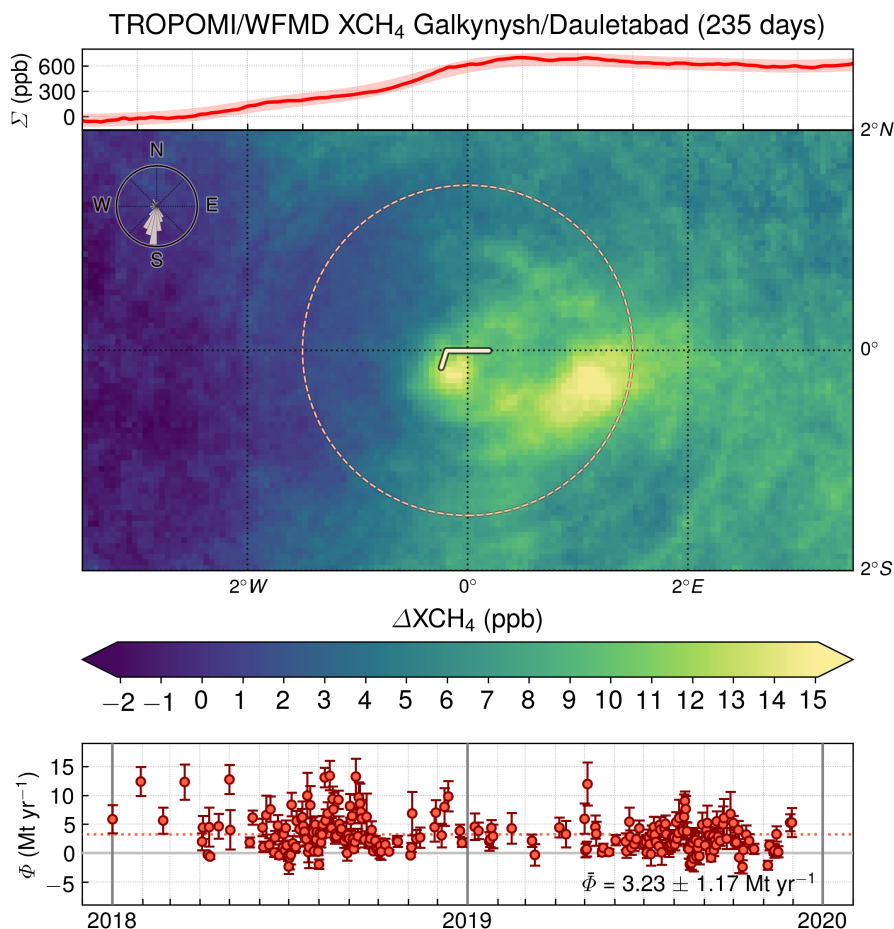 TROPOMI/WFMD XCH₄ Galkynysh/Dauletabad (235 days)
Σ (ppb)
600
300
0
2°N
0°
2°S
N
W E
S
2°W 0° 2°E
ΔXCH₄ (ppb)
−2 −1 0 1 2 3 4 5 6 7 8 9 10 11 12 13 14 15
Φ (Mt yr⁻¹)
15
10
5
0
−5
Φ̄ = 3.23 ± 1.17 Mt yr⁻¹
2018 2019 2020